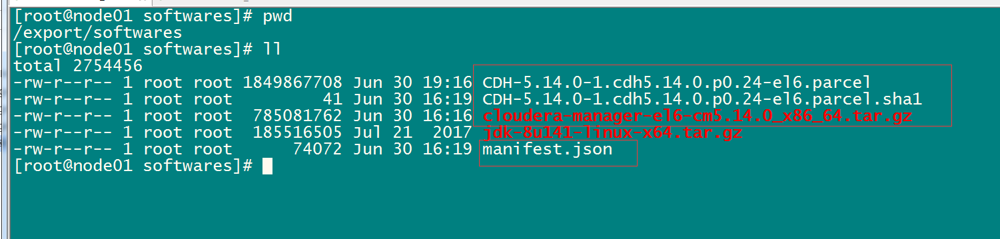 [root@node01 softwares]# pwd
/export/softwares
[root@node01 softwares]# ll
total 2754456
-rw-r--r-- 1 root root 1849867708 Jun 30 19:16 CDH-5.14.0-1.cdh5.14.0.p0.24-el6.parcel
-rw-r--r-- 1 root root         41 Jun 30 16:19 CDH-5.14.0-1.cdh5.14.0.p0.24-el6.parcel.sha1
-rw-r--r-- 1 root root  785081762 Jun 30 16:16 cloudera-manager-el6-cm5.14.0_x86_64.tar.gz
-rw-r--r-- 1 root root  185516505 Jul 21  2017 jdk-8u141-linux-x64.tar.gz
-rw-r--r-- 1 root root      74072 Jun 30 16:19 manifest.json
[root@node01 softwares]#